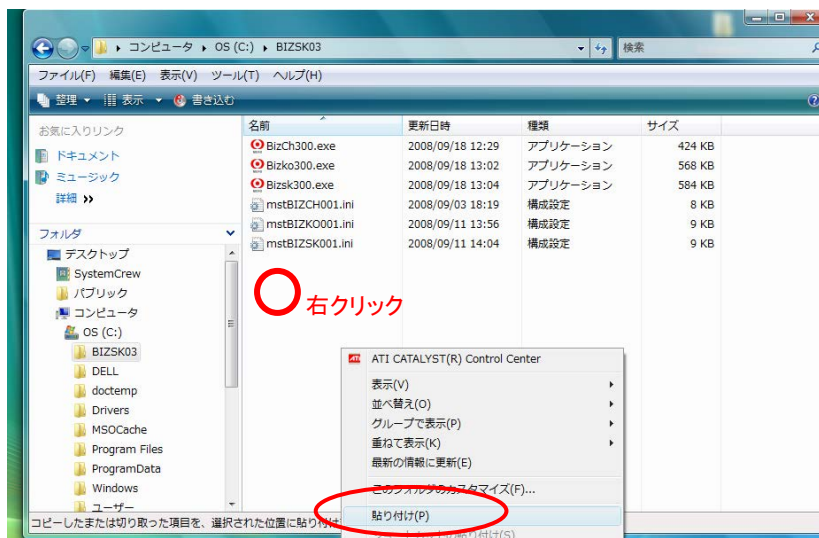 コンピュータ ▸ OS (C:) ▸ BIZSK03
検索
ファイル(F) 編集(E) 表示(V) ツール(T) ヘルプ(H)
整理 表示 書き込む
お気に入りリンク
ドキュメント
ミュージック
詳細 »
フォルダ
デスクトップ
SystemCrew
パブリック
コンピュータ
OS (C:)
BIZSK03
DELL
doctemp
Drivers
MSOCache
Program Files
ProgramData
Windows
ユーザー
名前 更新日時 種類 サイズ
BizCh300.exe 2008/09/18 12:29 アプリケーション 424 KB
Bizko300.exe 2008/09/18 13:02 アプリケーション 568 KB
Bizsk300.exe 2008/09/18 13:04 アプリケーション 584 KB
mstBIZCH001.ini 2008/09/03 18:19 構成設定 8 KB
mstBIZKO001.ini 2008/09/11 13:56 構成設定 9 KB
mstBIZSK001.ini 2008/09/11 14:04 構成設定 9 KB
右クリック
ATI CATALYST(R) Control Center
表示(V)
並べ替え(O)
グループで表示(P)
重ねて表示(K)
最新の情報に更新(E)
このフォルダのカスタマイズ(F)...
貼り付け(P)
コピーしたまたは切り取った項目を、選択された位置に貼り付け